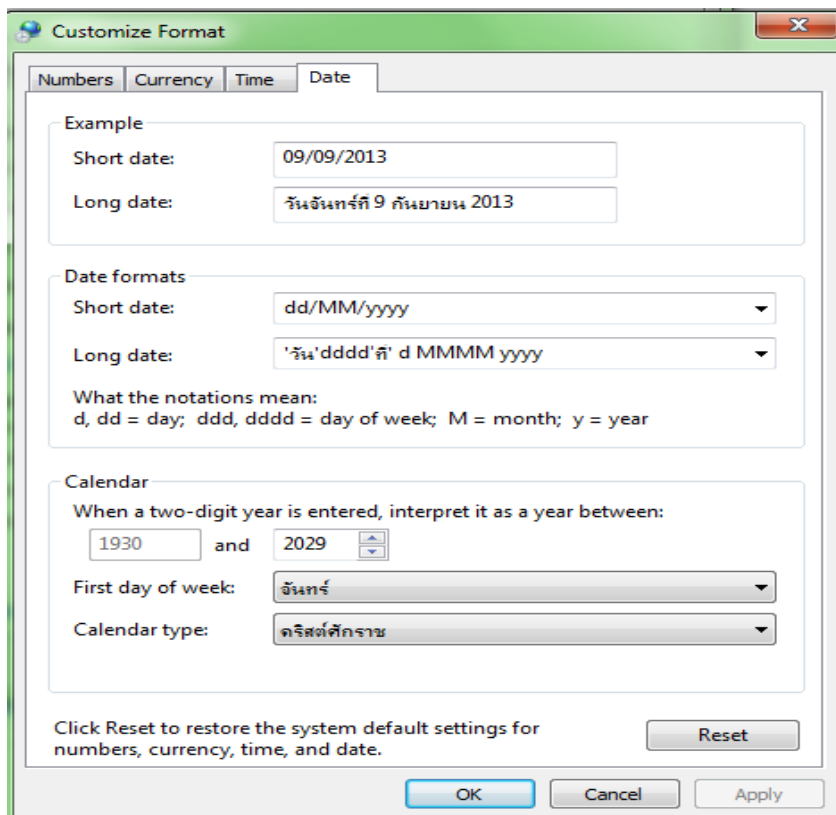 Customize Format
Numbers Currency Time Date
Example
Short date: 09/09/2013
Long date: วันจันทร์ที่ 9 กันยายน 2013
Date formats
Short date: dd/MM/yyyy
Long date: 'วัน'dddd'ที่' d MMMM yyyy
What the notations mean:
d, dd = day; ddd, dddd = day of week; M = month; y = year
Calendar
When a two-digit year is entered, interpret it as a year between:
1930 and 2029
First day of week: จันทร์
Calendar type: คริสต์ศักราช
Click Reset to restore the system default settings for
numbers, currency, time, and date.
Reset
OK Cancel Apply